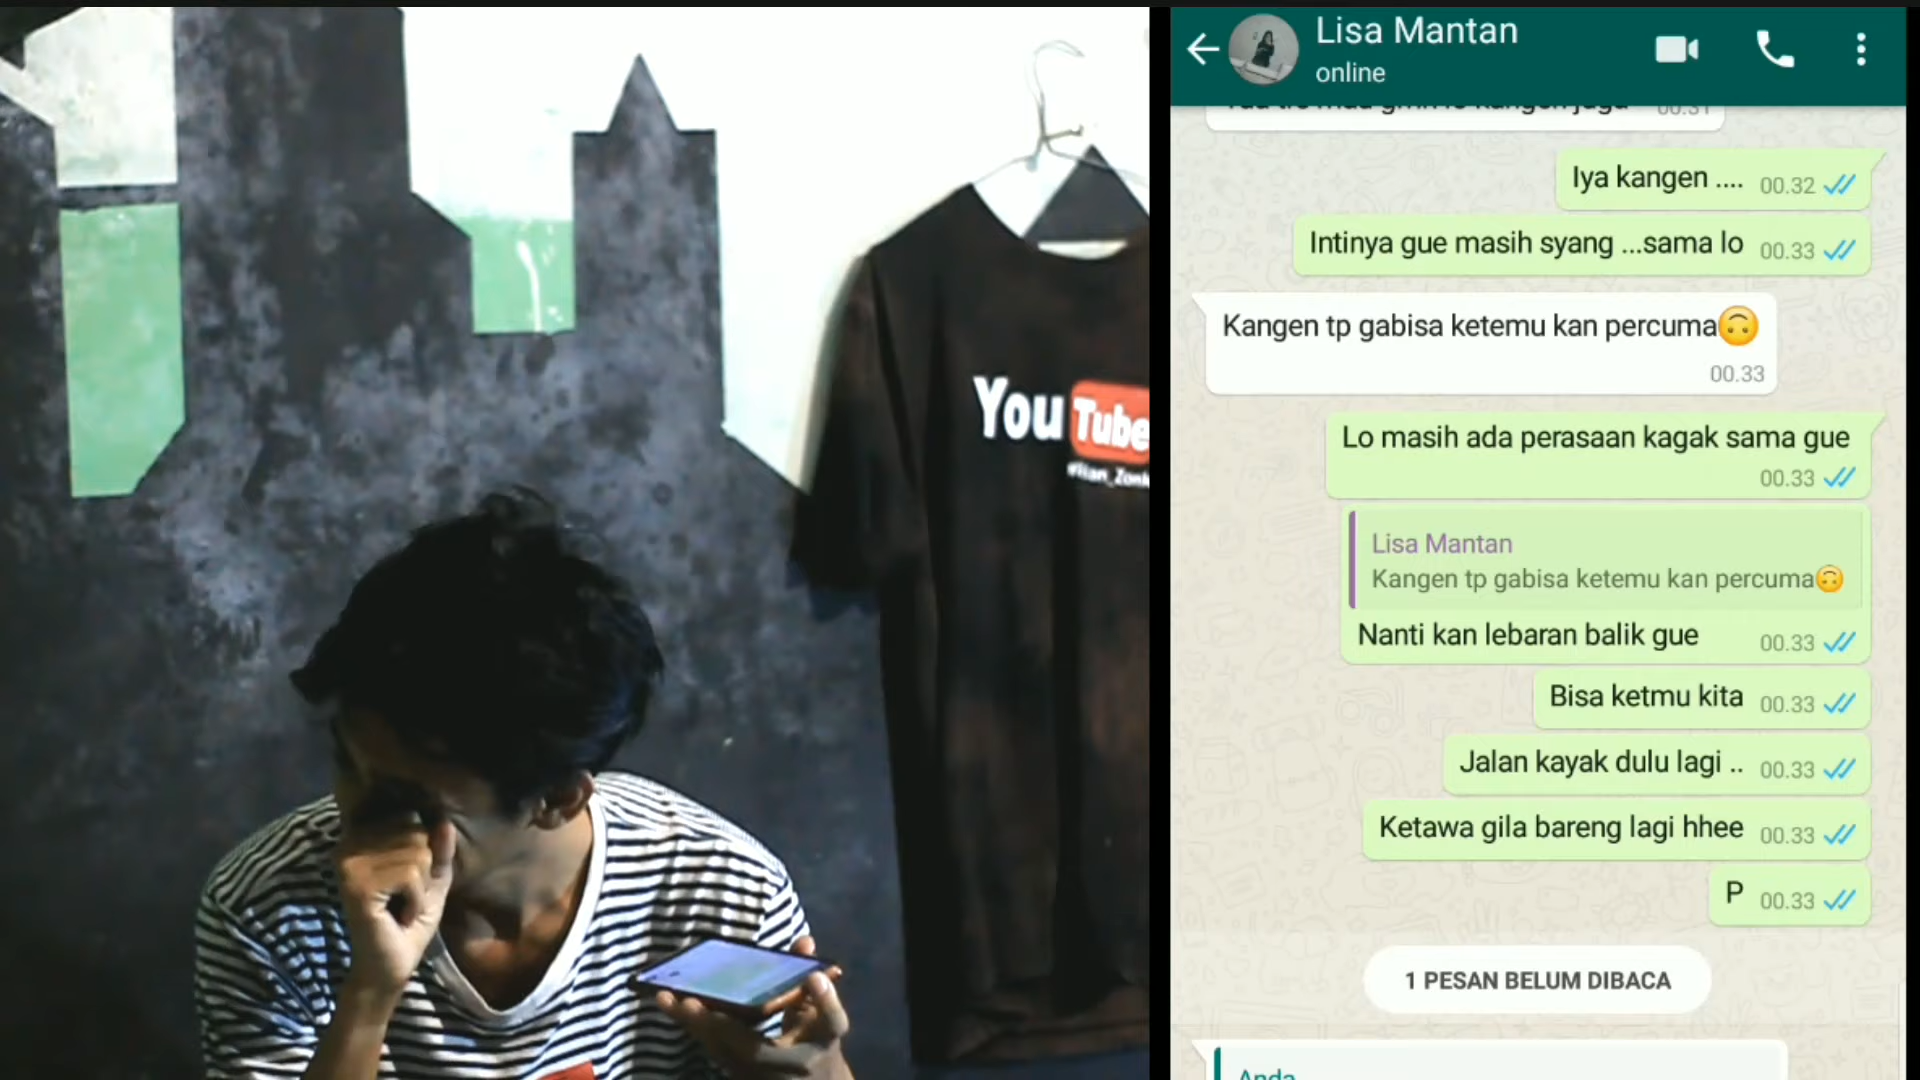 You Tube
Lisa Mantan
online
00.31
Iya kangen .... 00.32
Intinya gue masih syang ...sama lo 00.33
Kangen tp gabisa ketemu kan percuma🙃
00.33
Lo masih ada perasaan kagak sama gue
00.33
Lisa Mantan
Kangen tp gabisa ketemu kan percuma🙃
Nanti kan lebaran balik gue 00.33
Bisa ketmu kita 00.33
Jalan kayak dulu lagi .. 00.33
Ketawa gila bareng lagi hhee 00.33
P 00.33
1 PESAN BELUM DIBACA
Anda